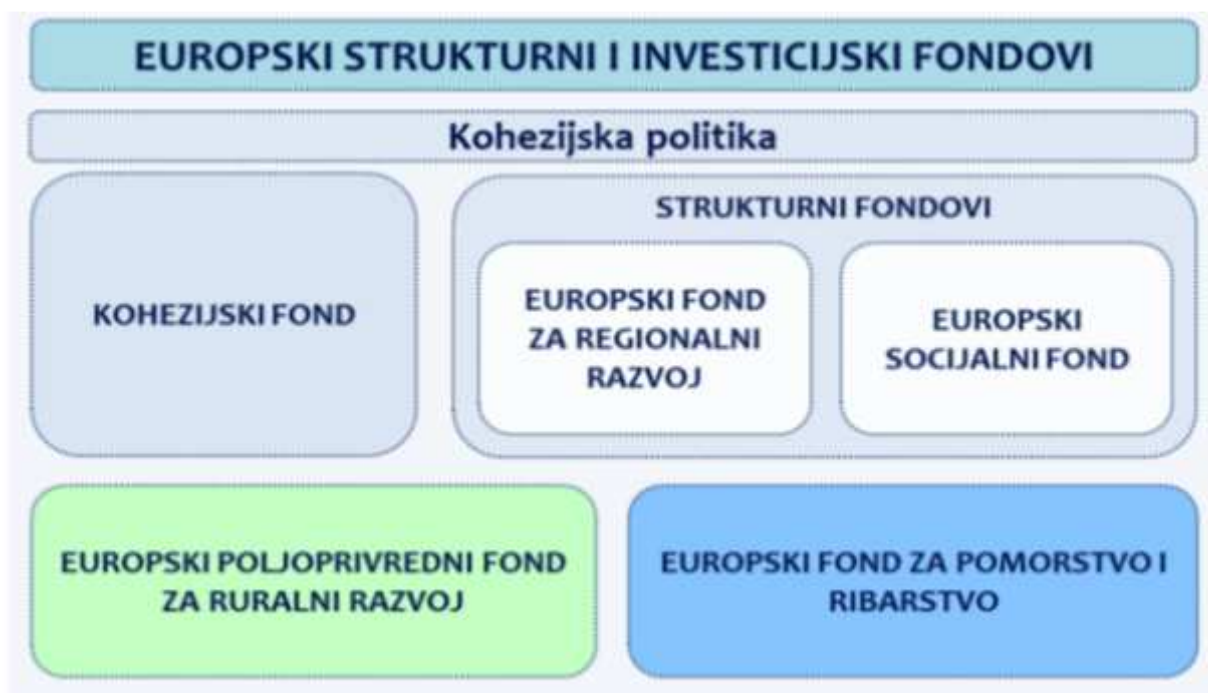 EUROPSKI STRUKTURNI I INVESTICIJSKI FONDOVI
Kohezijska politika
KOHEZIJSKI FOND
STRUKTURNI FONDOVI
EUROPSKI FOND
ZA REGIONALNI
RAZVOJ
EUROPSKI
SOCIJALNI FOND
EUROPSKI POLJOPRIVREDNI FOND
ZA RURALNI RAZVOJ
EUROPSKI FOND ZA POMORSTVO I
RIBARSTVO